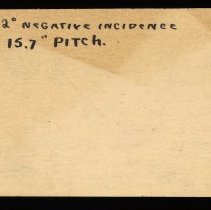 2° NEGATIVE INCIDENCE
15.7" PITCH.